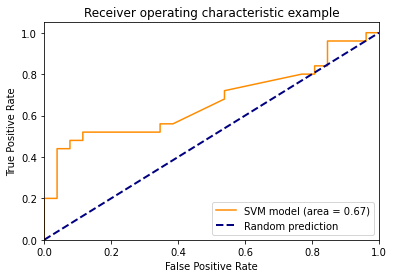 Receiver operating characteristic example
True Positive Rate
1.0
0.8
0.6
0.4
0.2
0.0
SVM model (area = 0.67)
Random prediction
0.0 0.2 0.4 0.6 0.8 1.0
False Positive Rate